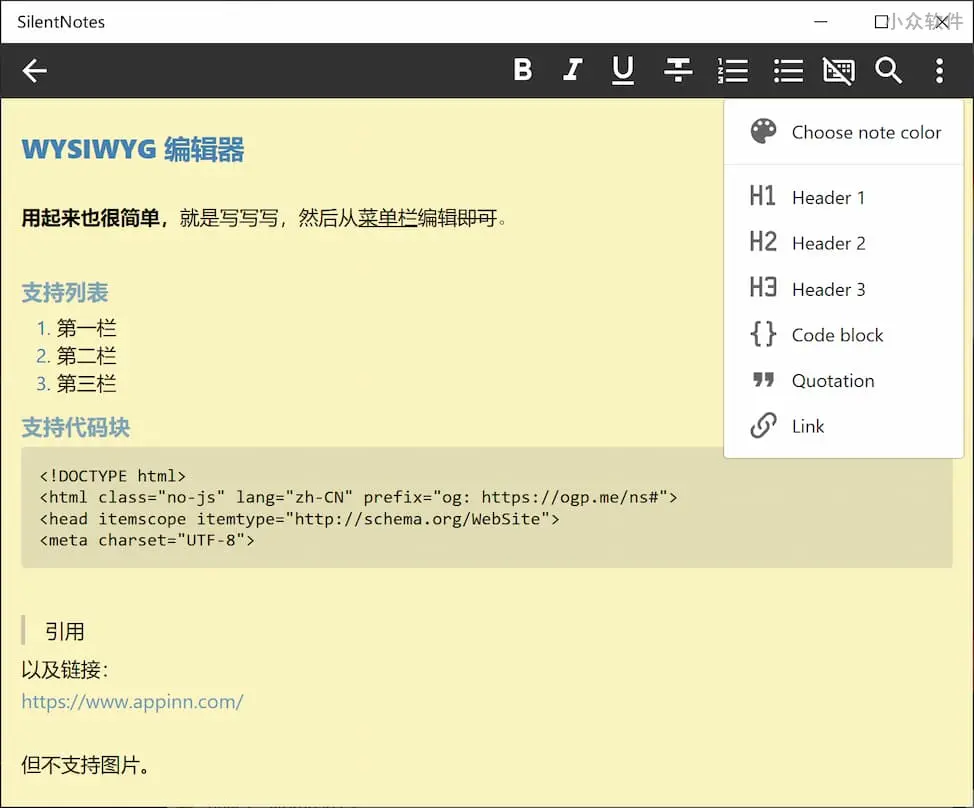 SilentNotes
小众软件
B I U
Choose note color
WYSIWYG 编辑器
H1 Header 1
用起来也很简单，就是写写写，然后从菜单栏编辑即可。
H2 Header 2
H3 Header 3
支持列表
1. 第一栏
{} Code block
2. 第二栏
3. 第三栏
Quotation
支持代码块
Link
<!DOCTYPE html>
<html class="no-js" lang="zh-CN" prefix="og: https://ogp.me/ns#">
<head itemscope itemtype="http://schema.org/WebSite">
<meta charset="UTF-8">
引用
以及链接：
https://www.appinn.com/
但不支持图片。